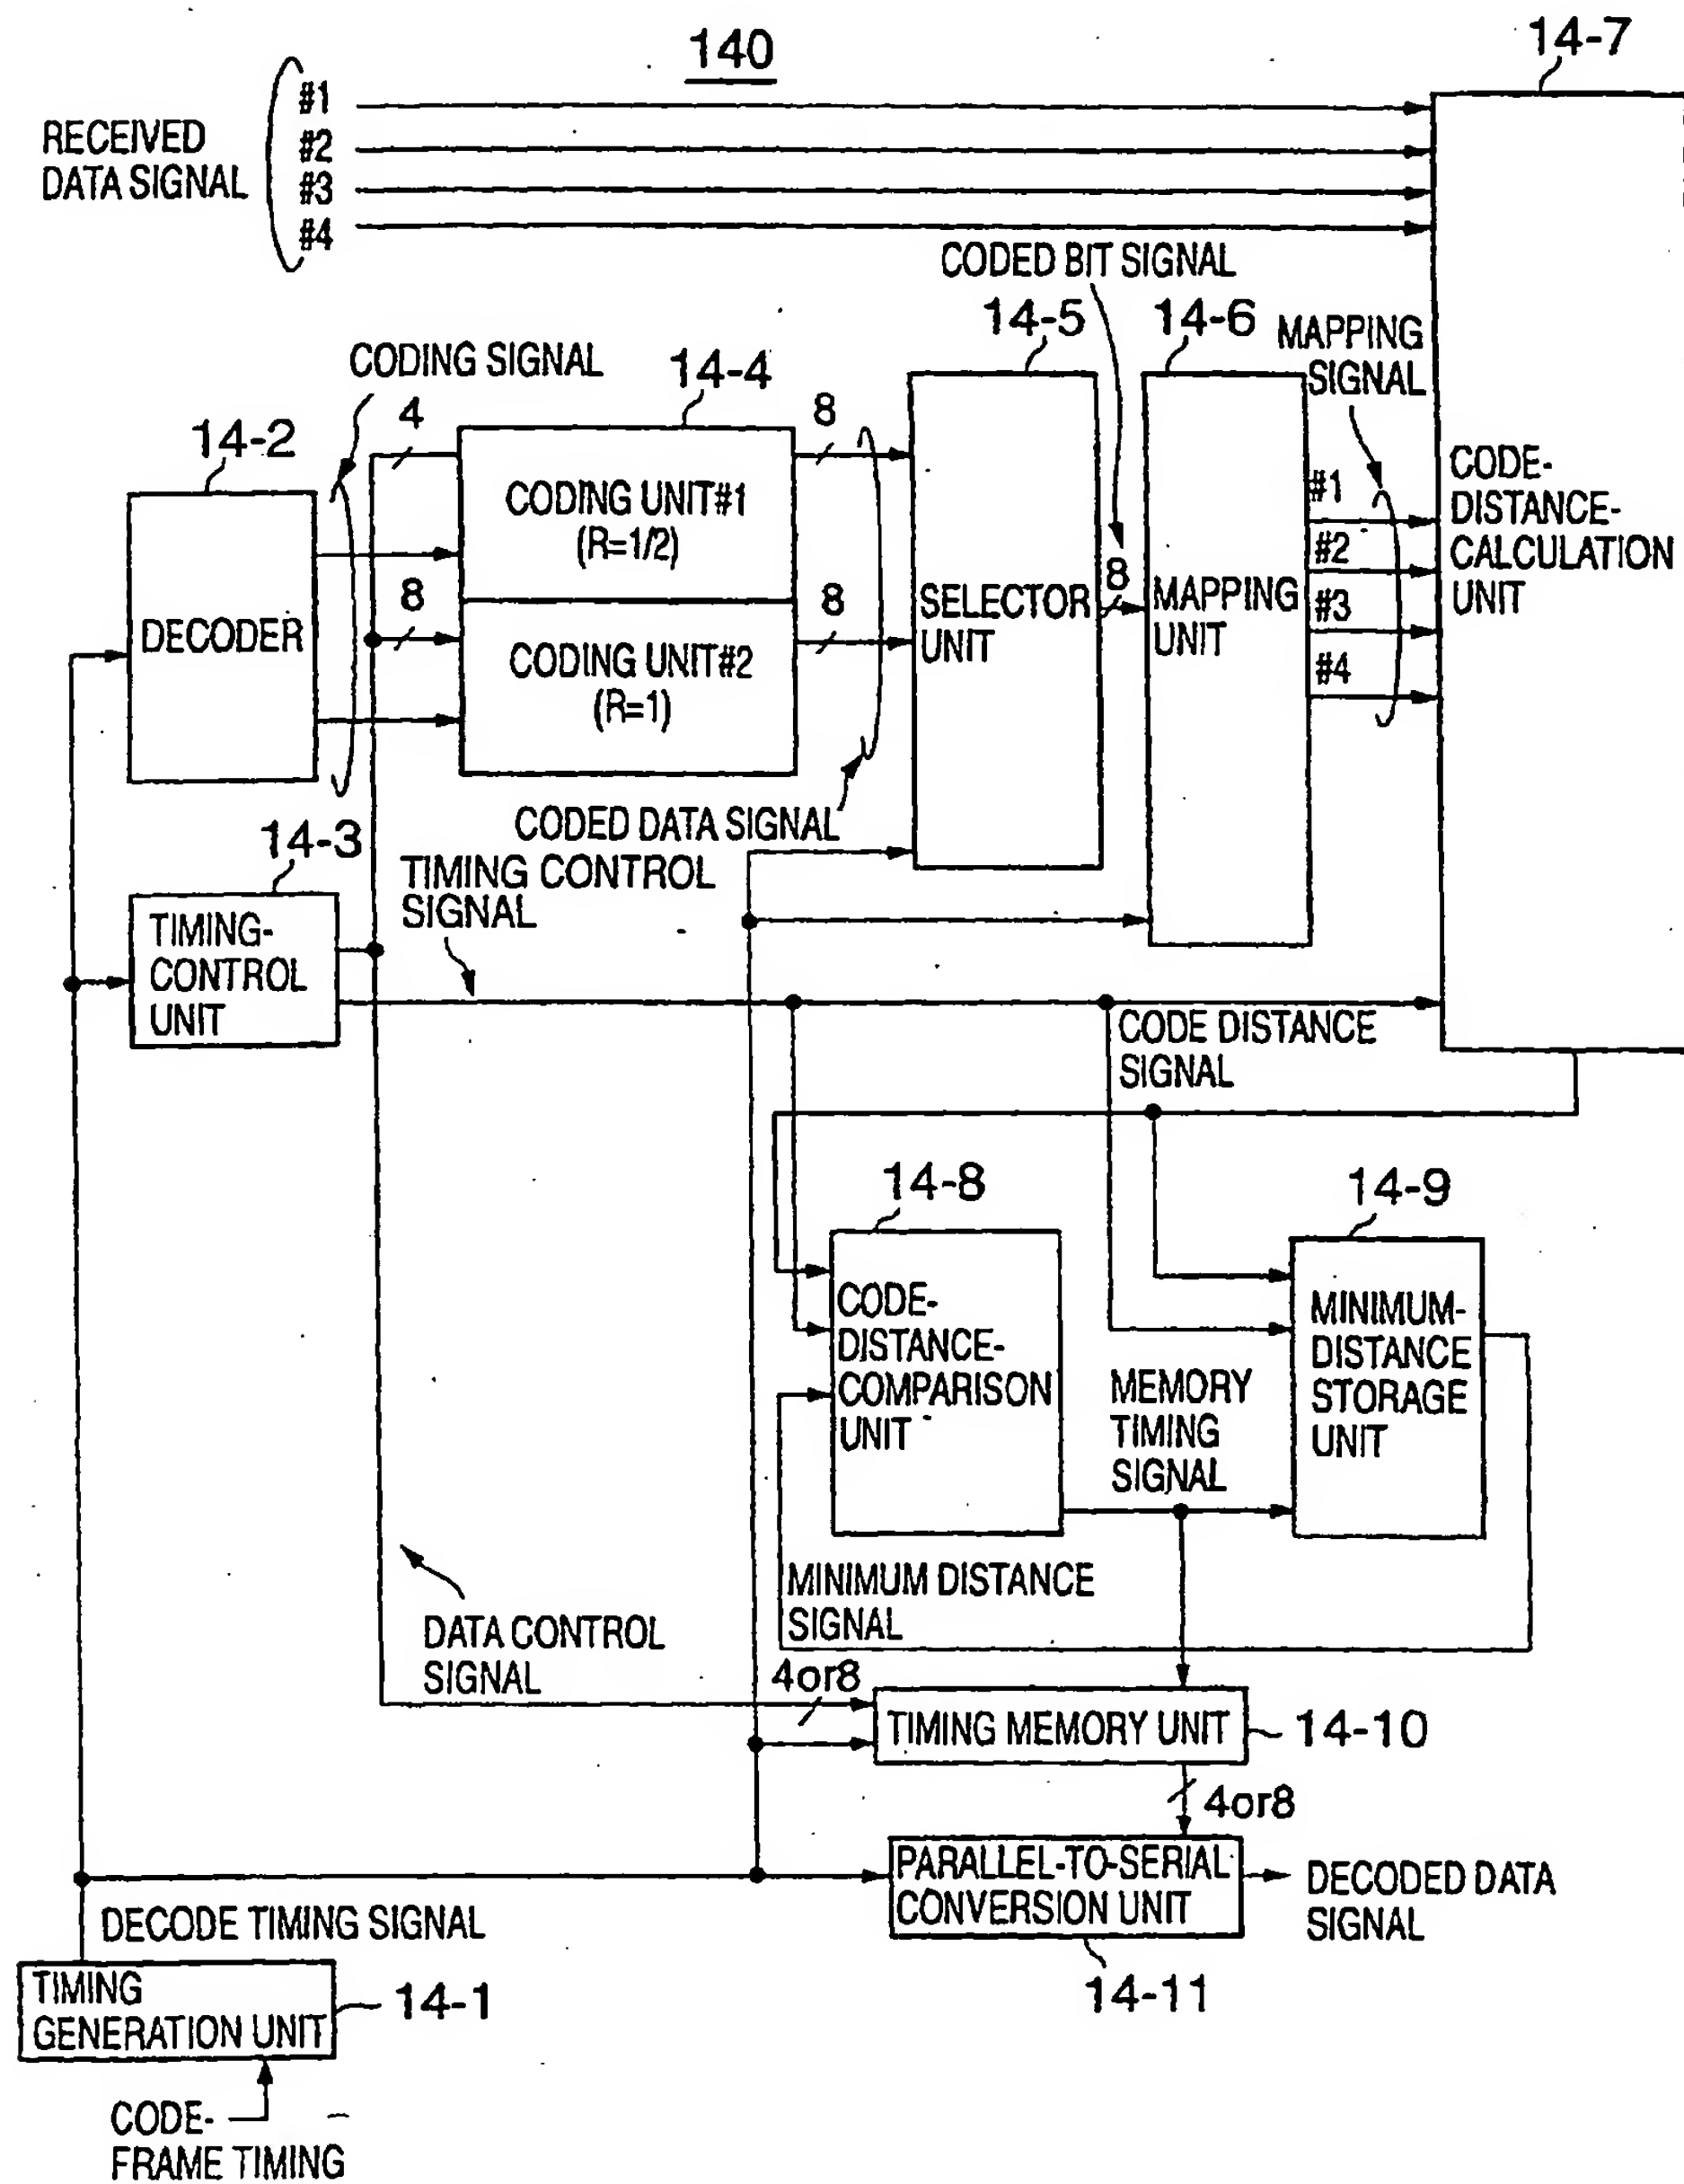 140
14-7
RECEIVED
DATA SIGNAL
#1
#2
#3
#4
CODED BIT SIGNAL
14-5
14-6
MAPPING
SIGNAL
CODING SIGNAL
14-4
14-2
4
8
CODING UNIT#1
(R=1/2)
8
CODING UNIT#2
(R=1)
8
DECODER
SELECTOR
UNIT
8
MAPPING
UNIT
#1
#2
#3
#4
CODE-
DISTANCE-
CALCULATION
UNIT
CODED DATA SIGNAL
14-3
TIMING CONTROL
SIGNAL
TIMING-
CONTROL
UNIT
CODE DISTANCE
SIGNAL
14-8
14-9
CODE-
DISTANCE-
COMPARISON
UNIT
MEMORY
TIMING
SIGNAL
MINIMUM-
DISTANCE
STORAGE
UNIT
MINIMUM DISTANCE
SIGNAL
DATA CONTROL
SIGNAL
4or8
TIMING MEMORY UNIT
14-10
4or8
PARALLEL-TO-SERIAL
CONVERSION UNIT
DECODED DATA
SIGNAL
14-11
DECODE TIMING SIGNAL
TIMING
GENERATION UNIT
14-1
CODE-
FRAME TIMING